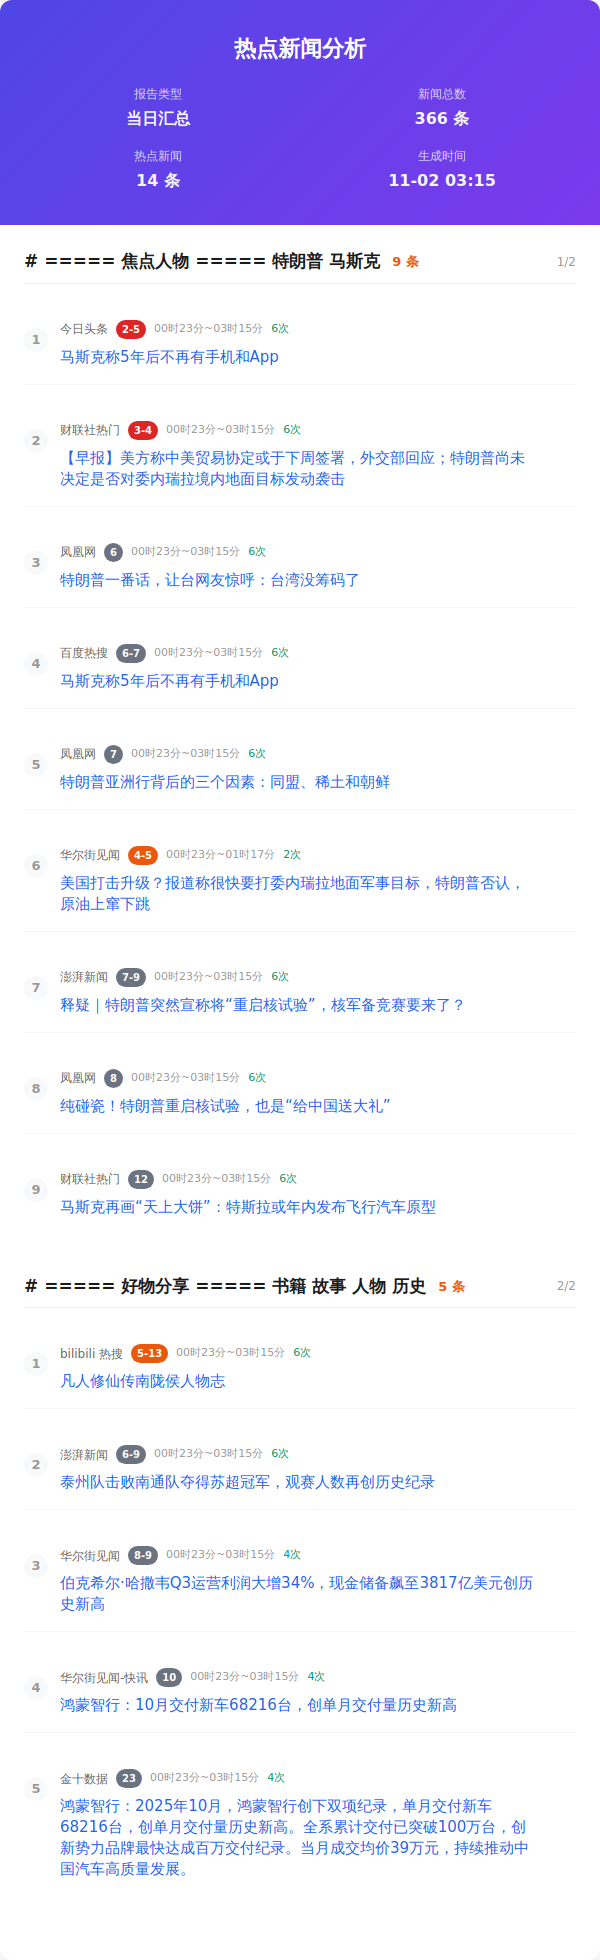 热点新闻分析
报告类型
新闻总数
当日汇总
366 条
热点新闻
生成时间
14 条
11-02 03:15
# ===== 焦点人物 ===== 特朗普 马斯克 9 条 1/2
1 今日头条 2-5 00时23分~03时15分 6次
马斯克称5年后不再有手机和App
2 财联社热门 3-4 00时23分~03时15分 6次
【早报】美方称中美贸易协定或于下周签署，外交部回应；特朗普尚未
决定是否对委内瑞拉境内地面目标发动袭击
3 凤凰网 6 00时23分~03时15分 6次
特朗普一番话，让台网友惊呼：台湾没筹码了
4 百度热搜 6-7 00时23分~03时15分 6次
马斯克称5年后不再有手机和App
5 凤凰网 7 00时23分~03时15分 6次
特朗普亚洲行背后的三个因素：同盟、稀土和朝鲜
6 华尔街见闻 4-5 00时23分~01时17分 2次
美国打击升级？报道称很快要打委内瑞拉地面军事目标，特朗普否认，
原油上窜下跳
7 澎湃新闻 7-9 00时23分~03时15分 6次
释疑｜特朗普突然宣称将“重启核试验”，核军备竞赛要来了？
8 凤凰网 8 00时23分~03时15分 6次
纯碰瓷！特朗普重启核试验，也是“给中国送大礼”
9 财联社热门 12 00时23分~03时15分 6次
马斯克再画“天上大饼”：特斯拉或年内发布飞行汽车原型
# ===== 好物分享 ===== 书籍 故事 人物 历史 5 条 2/2
1 bilibili 热搜 5-13 00时23分~03时15分 6次
凡人修仙传南陇侯人物志
2 澎湃新闻 6-9 00时23分~03时15分 6次
泰州队击败南通队夺得苏超冠军，观赛人数再创历史纪录
3 华尔街见闻 8-9 00时23分~03时15分 4次
伯克希尔·哈撒韦Q3运营利润大增34%，现金储备飙至3817亿美元创历
史新高
4 华尔街见闻-快讯 10 00时23分~03时15分 4次
鸿蒙智行：10月交付新车68216台，创单月交付量历史新高
5 金十数据 23 00时23分~03时15分 4次
鸿蒙智行：2025年10月，鸿蒙智行创下双项纪录，单月交付新车
68216台，创单月交付量历史新高。全系累计交付已突破100万台，创
新势力品牌最快达成百万交付纪录。当月成交均价39万元，持续推动中
国汽车高质量发展。